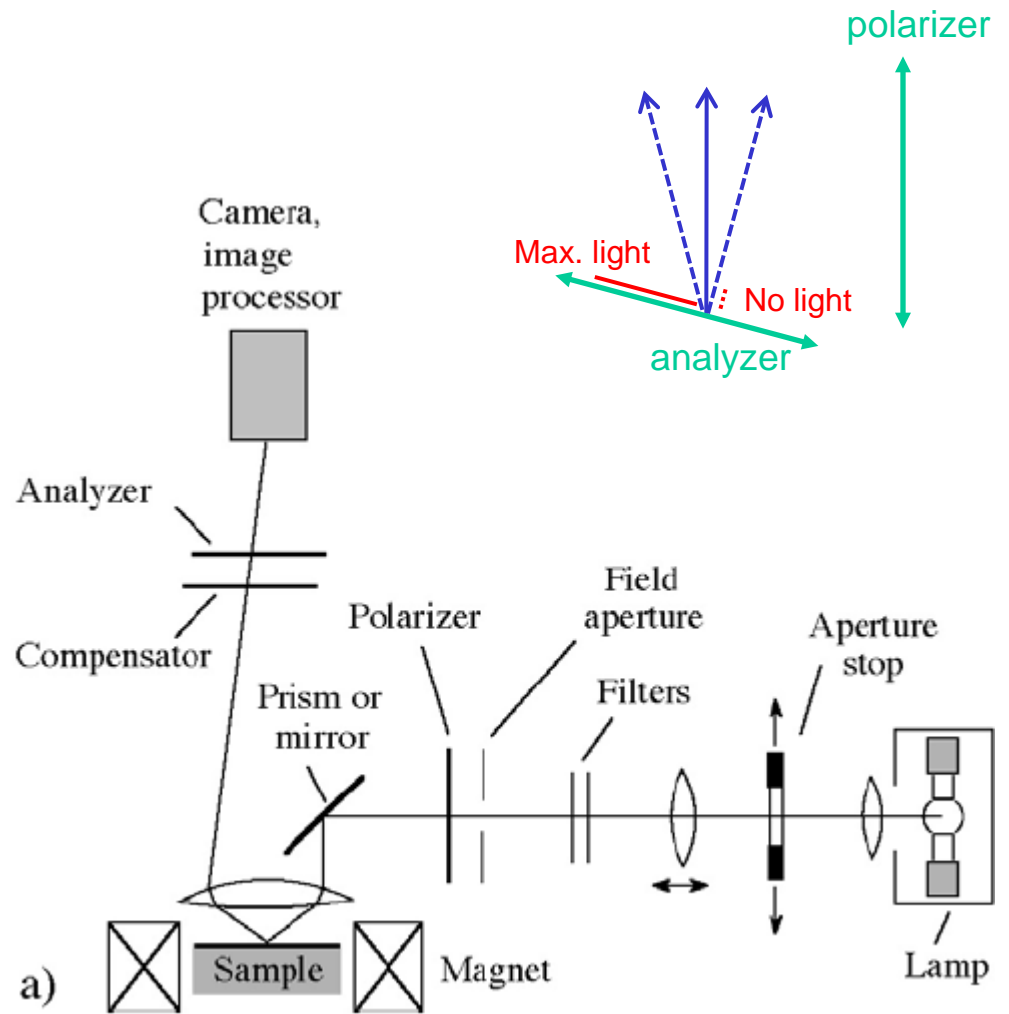 polarizer
Max. light
No light
analyzer
Camera,
image
processor
Analyzer
Compensator
Prism or
mirror
Polarizer
Field
aperture
Filters
Aperture
stop
Lamp
Sample
Magnet
a)